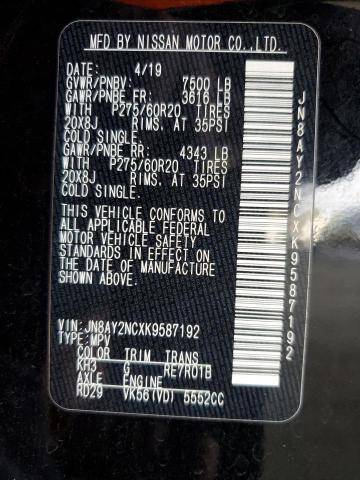 MFD BY NISSAN MOTOR CO.,LTD.
DATE: 4/19
GVWR/PNBV: 7500 LB
GAWR/PNBE FR: 3616 LB
WITH P275/60R20 TIRES
20X8J RIMS. AT 35PSI
COLD SINGLE.
GAWR/PNBE RR: 4343 LB
WITH P275/60R20 TIRES
20X8J RIMS. AT 35PSI
COLD SINGLE.
THIS VEHICLE CONFORMS TO
ALL APPLICABLE FEDERAL
MOTOR VEHICLE SAFETY
STANDARDS IN EFFECT ON
THE DATE OF MANUFACTURE
SHOWN ABOVE.
VIN:JN8AY2NCXK9587192
TYPE:MPV
COLOR TRIM TRANS
KH3 G RE7R01B
AXLE ENGINE
RD29 VK56(VD) 5552CC
JN8AY2NCXK9587192